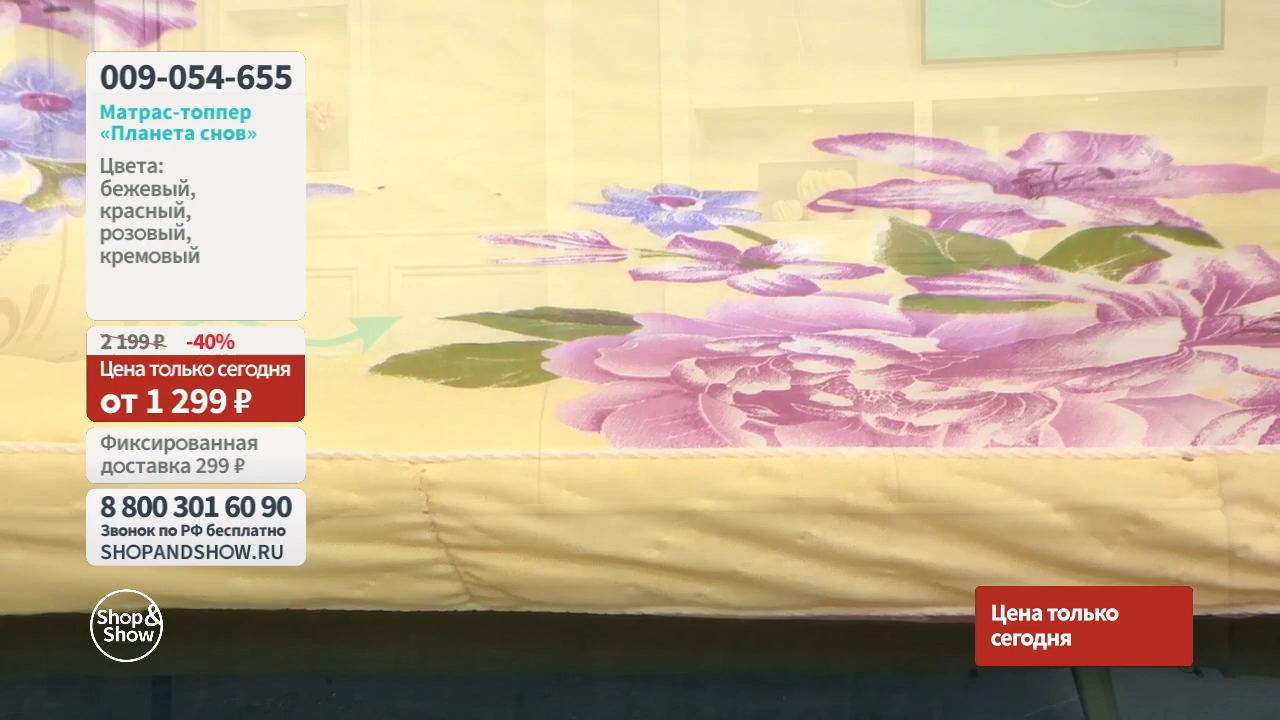 009-054-655
Матрас-топпер
«Планета снов»
Цвета:
бежевый,
красный,
розовый,
кремовый
2 199 ₽ -40%
Цена только сегодня
от 1 299 ₽
Фиксированная
доставка 299 ₽
8 800 301 60 90
Звонок по РФ бесплатно
SHOPANDSHOW.RU
Shop&
Show
Цена только
сегодня